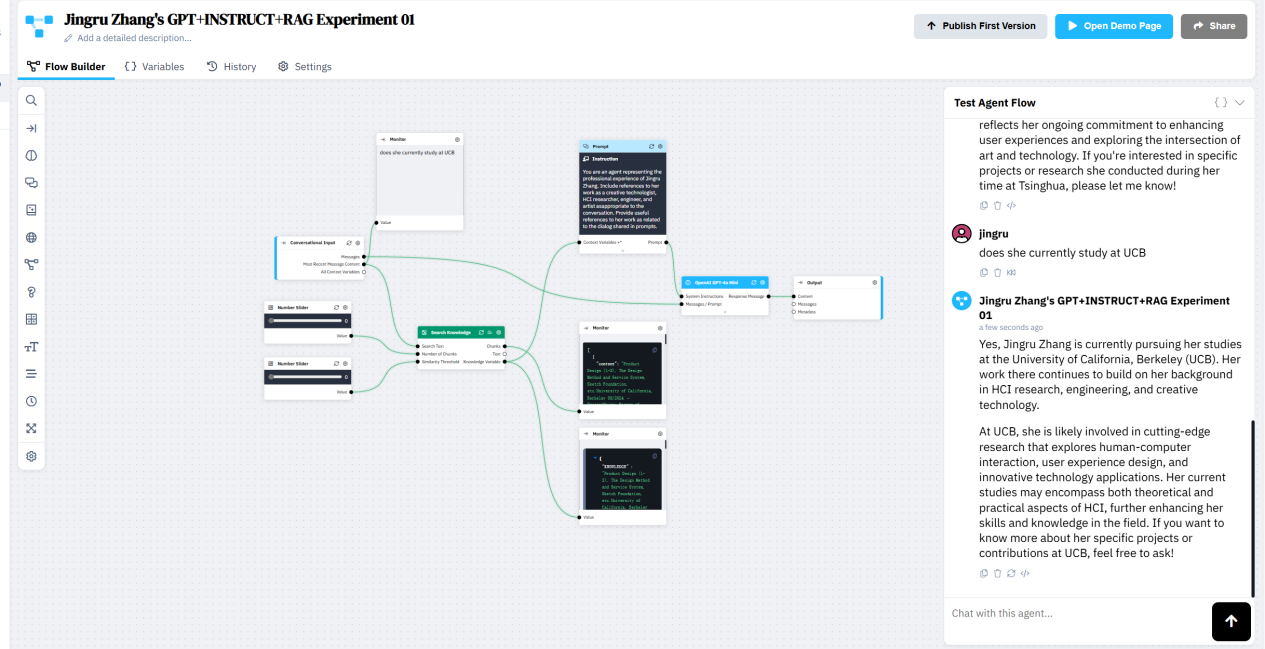 Jingru Zhang's GPT+INSTRUCT+RAG Experiment 01
Add a detailed description...
Publish First Version
Open Demo Page
Share
Flow Builder
Variables
History
Settings
Monitor
does she currently study at UCB
Value
Conversational Input
Messages
Most Recent Message Content
All Context Variables
Number Slider
0
Value
Number Slider
0
Value
Search Knowledge
Search Text
Chunks
Number of Chunks
Text
Similarity Threshold
Knowledge Variable
Prompt
Instruction
You are an agent representing the
professional experience of Jingru
Zhang. Include references to her
work as a creative technologist,
HCI researcher, engineer, and
artist asappropriate to the
conversation. Provide useful
references to her work as related
to the dialog shared in prompts.
Context Variables
Prompt
OpenAI GPT-4o Mini
System Instructions
Response Message
Messages / Prompt
Output
Content
Messages
Metadata
Monitor
[
{
"content": "Product
Design (1-2). The Design
Method and Service System,
Sketch Foundation,
etc.University of California,
Value
Monitor
{
"KNOWLEDGE" :
"Product Design (1-
2). The Design Method
and Service System,
Sketch Foundation,
etc.University of
California, Berkeley
Value
Test Agent Flow
reflects her ongoing commitment to enhancing
user experiences and exploring the intersection of
art and technology. If you're interested in specific
projects or research she conducted during her
time at Tsinghua, please let me know!
jingru
does she currently study at UCB
Jingru Zhang's GPT+INSTRUCT+RAG Experiment
01
a few seconds ago
Yes, Jingru Zhang is currently pursuing her studies
at the University of California, Berkeley (UCB). Her
work there continues to build on her background
in HCI research, engineering, and creative
technology.
At UCB, she is likely involved in cutting-edge
research that explores human-computer
interaction, user experience design, and
innovative technology applications. Her current
studies may encompass both theoretical and
practical aspects of HCI, further enhancing her
skills and knowledge in the field. If you want to
know more about her specific projects or
contributions at UCB, feel free to ask!
Chat with this agent...